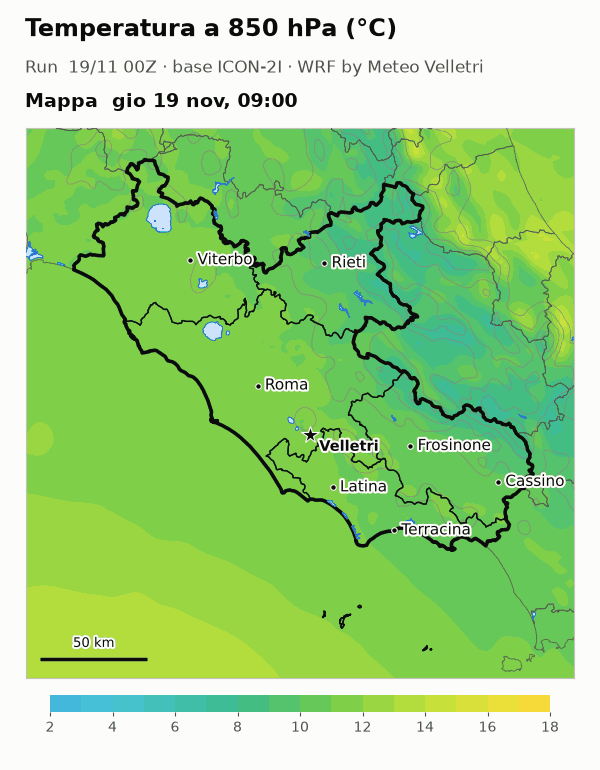 Temperatura a 850 hPa (°C)
Run  19/11 00Z · base ICON-2I · WRF by Meteo Velletri
Mappa  gio 19 nov, 09:00
Viterbo
Rieti
Roma
Velletri
Frosinone
Latina
Cassino
Terracina
50 km
2 4 6 8 10 12 14 16 18